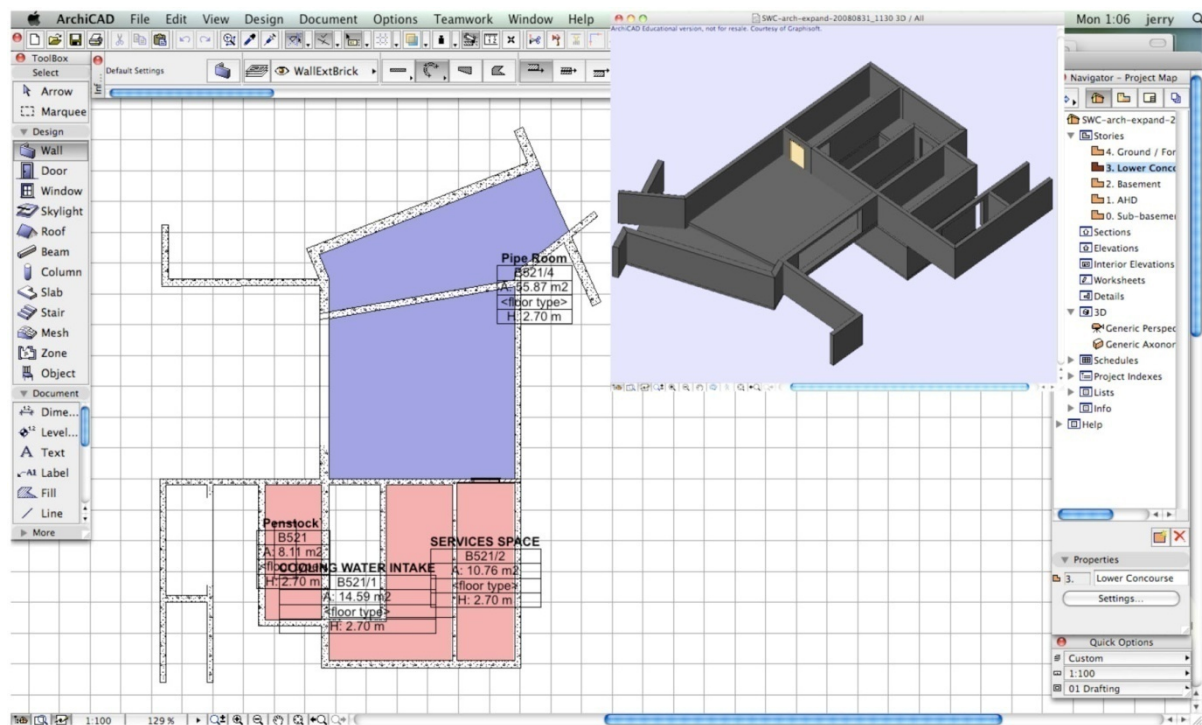 ArchiCAD File Edit View Design Document Options Teamwork Window Help
SWC-arch-expand-20080831_1130 3D / All
Mon 1:06 jerry
ArchiCAD Educational version, not for resale. Courtesy of Graphisoft.
ToolBox
Select
Arrow
Marquee
Design
Wall
Door
Window
Skylight
Roof
Beam
Column
Slab
Stair
Mesh
Zone
Object
Document
Dime...
Level...
Text
Label
Fill
Line
More
Default Settings
WallExtBrick
Pipe Room
B521/4
A: 65.87 m2
<floor type>
H: 2.70 m
Penstock
B521
A: 8.11 m2
H: 2.70 m
COOLING WATER INTAKE
B521/1
A: 14.59 m2
<floor type>
H: 2.70 m
SERVICES SPACE
B521/2
A: 10.76 m2
<floor type>
H: 2.70 m
Navigator - Project Map
SWC-arch-expand-2
Stories
4. Ground / For
3. Lower Conc
2. Basement
1. AHD
0. Sub-baseme
Sections
Elevations
Interior Elevations
Worksheets
Details
3D
Generic Perspec
Generic Axonor
Schedules
Project Indexes
Lists
Info
Help
Properties
3. Lower Concourse
Settings...
Quick Options
Custom
1:100
01 Drafting
1:100 129 %